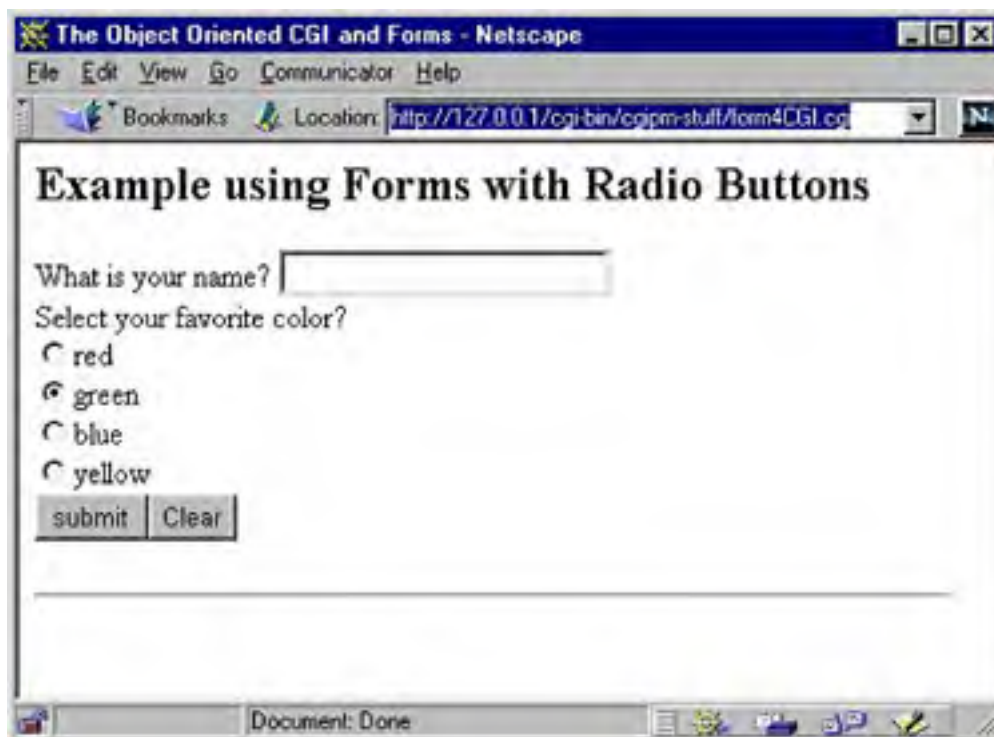 The Object Oriented CGI and Forms - Netscape
File Edit View Go Communicator Help
Bookmarks Location: http://127.0.0.1/cgi-bin/cgipm-stuff/form4CGI.cg
N
Example using Forms with Radio Buttons
What is your name?
Select your favorite color?
red
green
blue
yellow
submit Clear
Document: Done